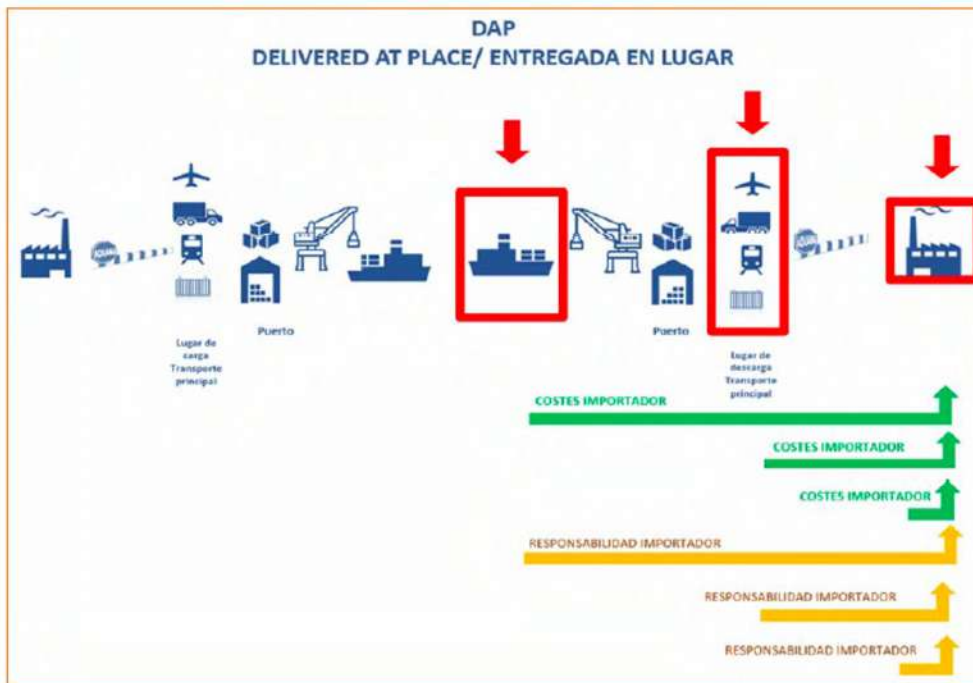 DAP
DELIVERED AT PLACE/ ENTREGADA EN LUGAR
Puerto
Puerto
Lugar de
carga
Transporte
principal
Lugar de
descarga
Transporte
principal
COSTES IMPORTADOR
COSTES IMPORTADOR
COSTES IMPORTADOR
RESPONSABILIDAD IMPORTADOR
RESPONSABILIDAD IMPORTADOR
RESPONSABILIDAD IMPORTADOR